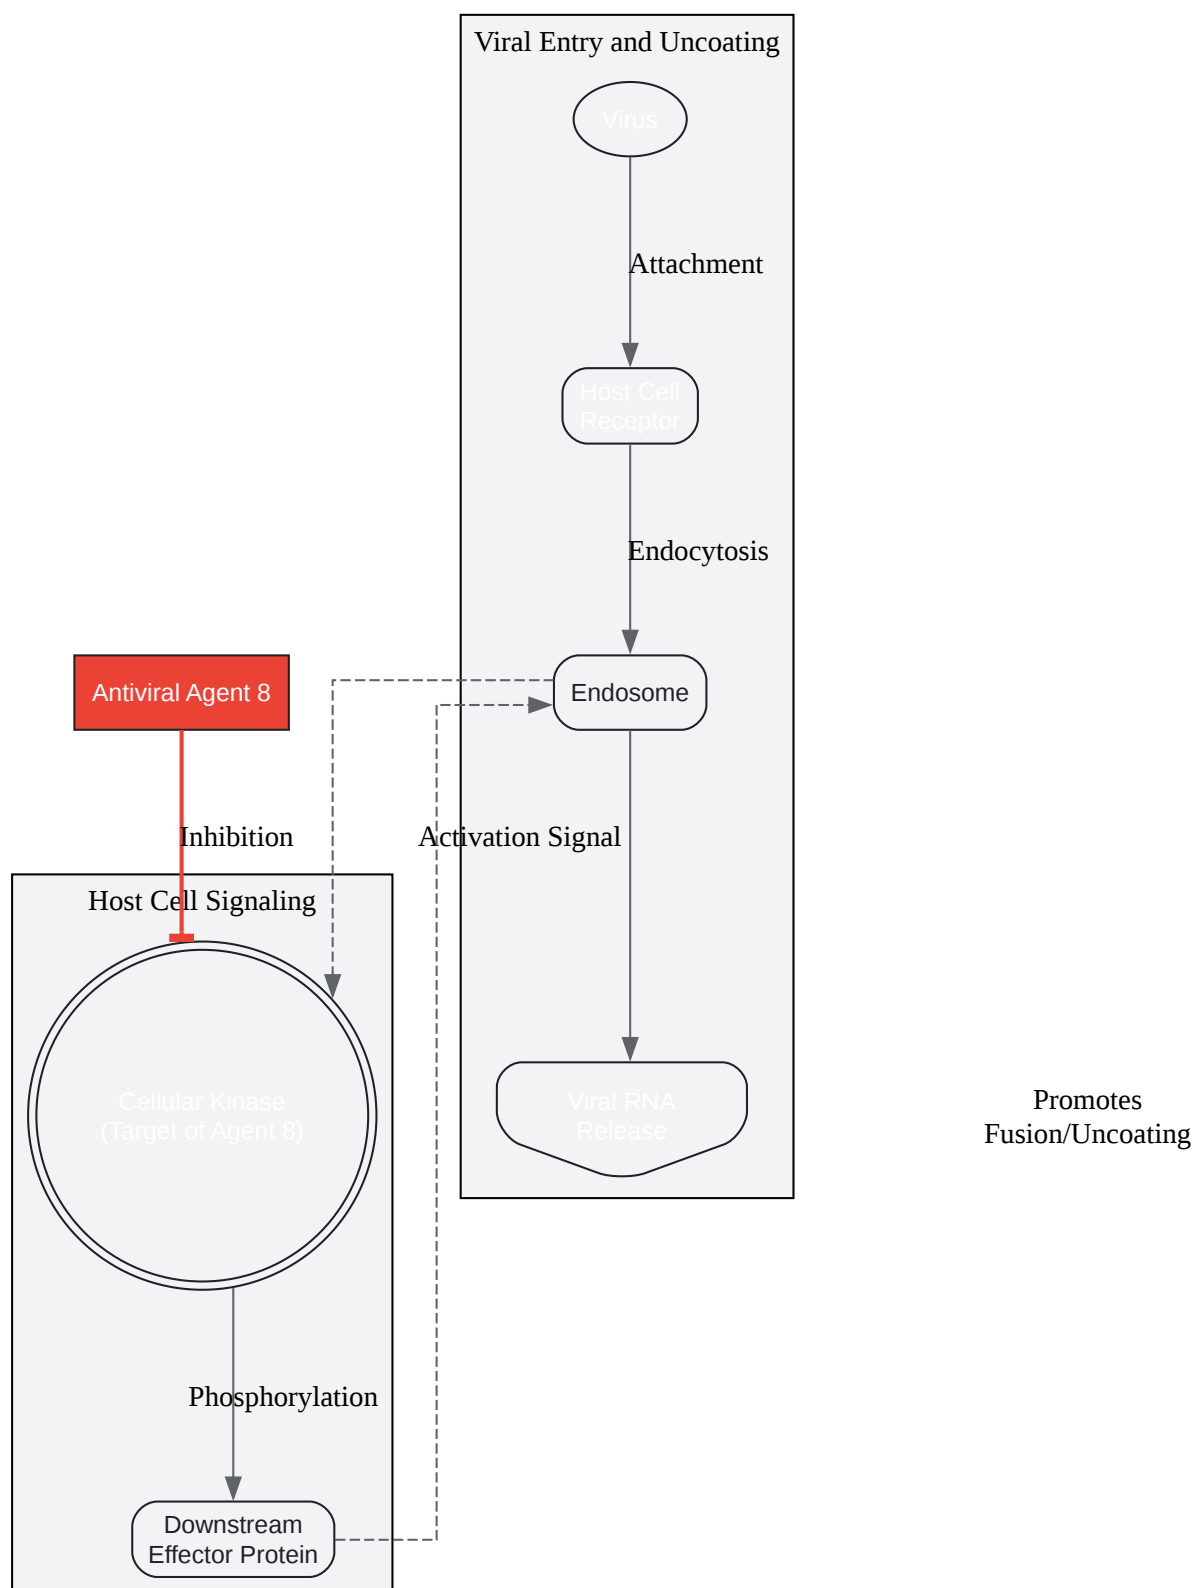 Viral Entry and Uncoating
Virus
Attachment
Host Cell
Receptor
Endocytosis
Antiviral Agent 8
Endosome
Inhibition
Activation Signal
Host Cell Signaling
Cellular Kinase
(Target of Agent 8)
Viral RNA
Release
Promotes
Fusion/Uncoating
Phosphorylation
Downstream
Effector Protein